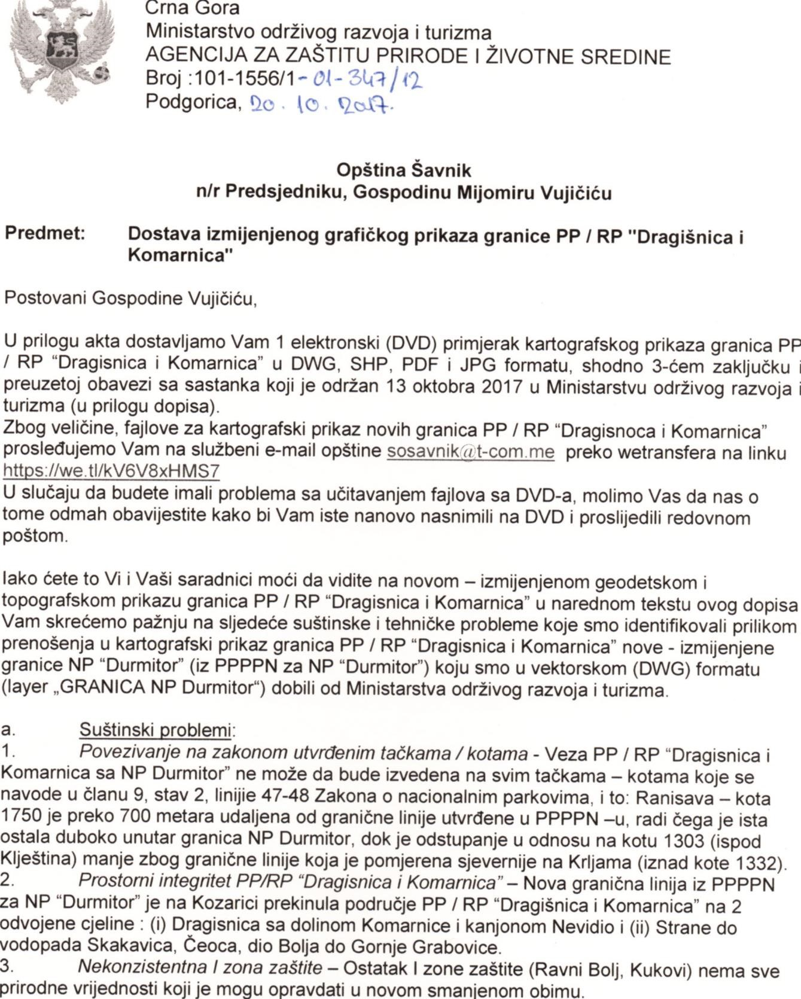 Crna Gora
Ministarstvo održivog razvoja i turizma
AGENCIJA ZA ZAŠTITU PRIRODE I ŽIVOTNE SREDINE
Broj :101-1556/1-01-347/12
Podgorica, 20. 10. 2017.
Opština Šavnik
n/r Predsjedniku, Gospodinu Mijomiru Vujičiću
Predmet: Dostava izmijenjenog grafičkog prikaza granice PP / RP "Dragišnica i
Komarnica"
Postovani Gospodine Vujičiću,
U prilogu akta dostavljamo Vam 1 elektronski (DVD) primjerak kartografskog prikaza granica PP
/ RP “Dragisnica i Komarnica” u DWG, SHP, PDF i JPG formatu, shodno 3-ćem zaključku i
preuzetoj obavezi sa sastanka koji je održan 13 oktobra 2017 u Ministarstvu održivog razvoja i
turizma (u prilogu dopisa).
Zbog veličine, fajlove za kartografski prikaz novih granica PP / RP “Dragisnoca i Komarnica”
prosleđujemo Vam na službeni e-mail opštine sosavnik@t-com.me preko wetransfera na linku
https://we.tl/kV6V8xHMS7
U slučaju da budete imali problema sa učitavanjem fajlova sa DVD-a, molimo Vas da nas o
tome odmah obavijestite kako bi Vam iste nanovo nasnimili na DVD i proslijedili redovnom
poštom.
Iako ćete to Vi i Vaši saradnici moći da vidite na novom – izmijenjenom geodetskom i
topografskom prikazu granica PP / RP “Dragisnica i Komarnica” u narednom tekstu ovog dopisa
Vam skrećemo pažnju na sljedeće suštinske i tehničke probleme koje smo identifikovali prilikom
prenošenja u kartografski prikaz granica PP / RP “Dragisnica i Komarnica” nove - izmijenjene
granice NP “Durmitor” (iz PPPPN za NP “Durmitor”) koju smo u vektorskom (DWG) formatu
(layer „GRANICA NP Durmitor“) dobili od Ministarstva održivog razvoja i turizma.
a. Suštinski problemi:
1. Povezivanje na zakonom utvrđenim tačkama / kotama - Veza PP / RP “Dragisnica i
Komarnica sa NP Durmitor” ne može da bude izvedena na svim tačkama – kotama koje se
navode u članu 9, stav 2, linijie 47-48 Zakona o nacionalnim parkovima, i to: Ranisava – kota
1750 je preko 700 metara udaljena od granične linije utvrđene u PPPPN –u, radi čega je ista
ostala duboko unutar granica NP Durmitor, dok je odstupanje u odnosu na kotu 1303 (ispod
Klještina) manje zbog granične linije koja je pomjerena sjevernije na Krljama (iznad kote 1332).
2. Prostorni integritet PP/RP “Dragisnica i Komarnica” – Nova granična linija iz PPPPN
za NP “Durmitor” je na Kozarici prekinula područje PP / RP “Dragišnica i Komarnica” na 2
odvojene cjeline : (i) Dragisnica sa dolinom Komarnice i kanjonom Nevidio i (ii) Strane do
vodopada Skakavica, Čeoca, dio Bolja do Gornje Grabovice.
3. Nekonzistentna I zona zaštite – Ostatak I zone zaštite (Ravni Bolj, Kukovi) nema sve
prirodne vrijednosti koji je mogu opravdati u novom smanjenom obimu.